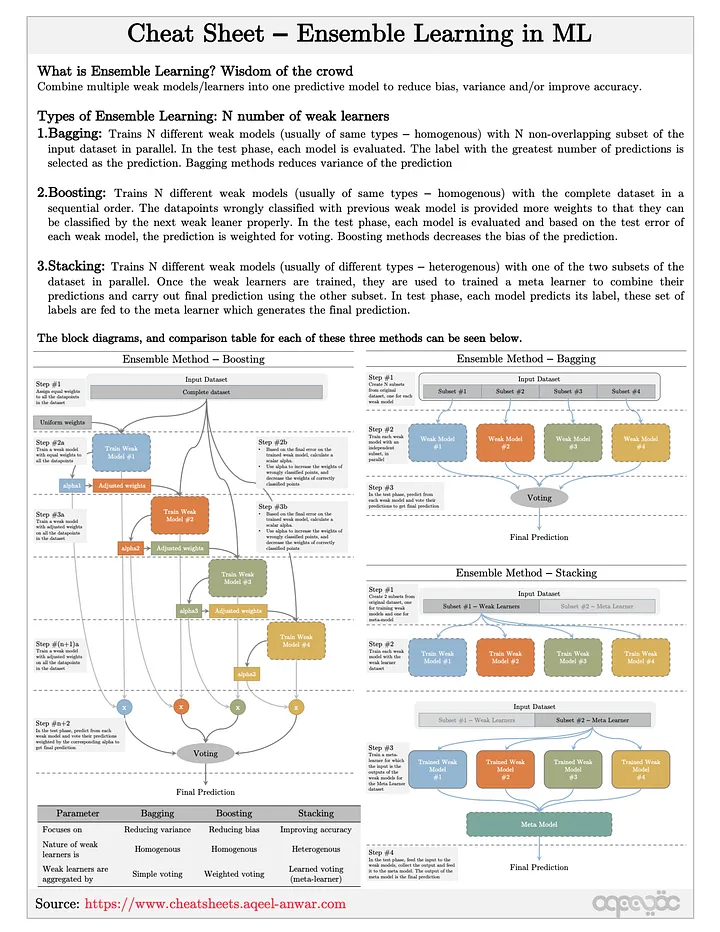 Cheat Sheet – Ensemble Learning in ML
What is Ensemble Learning? Wisdom of the crowd
Combine multiple weak models/learners into one predictive model to reduce bias, variance and/or improve accuracy.
Types of Ensemble Learning: N number of weak learners
1.Bagging: Trains N different weak models (usually of same types – homogenous) with N non-overlapping subset of the
input dataset in parallel. In the test phase, each model is evaluated. The label with the greatest number of predictions is
selected as the prediction. Bagging methods reduces variance of the prediction
2.Boosting: Trains N different weak models (usually of same types – homogenous) with the complete dataset in a
sequential order. The datapoints wrongly classified with previous weak model is provided more weights to that they can
be classified by the next weak leaner properly. In the test phase, each model is evaluated and based on the test error of
each weak model, the prediction is weighted for voting. Boosting methods decreases the bias of the prediction.
3.Stacking: Trains N different weak models (usually of different types – heterogenous) with one of the two subsets of the
dataset in parallel. Once the weak learners are trained, they are used to trained a meta learner to combine their
predictions and carry out final prediction using the other subset. In test phase, each model predicts its label, these set of
labels are fed to the meta learner which generates the final prediction.
The block diagrams, and comparison table for each of these three methods can be seen below.
Ensemble Method – Boosting
Step #1
Assign equal weights
to all the datapoints
in the dataset
Input Dataset
Complete dataset
Uniform weights
Step #2a
Train a weak model
with equal weights to
all the datapoints
Train Weak
Model #1
Step #2b
• Based on the final error on the
trained weak model, calculate a
scalar alpha.
• Use alpha to increase the weights of
wrongly classified points, and
decrease the weights of correctly
classified points
alpha1
Adjusted weights
Step #3a
Train a weak model
with adjusted weights
on all the datapoints
in the dataset
Train Weak
Model #2
Step #3b
• Based on the final error on the
trained weak model, calculate a
scalar alpha.
• Use alpha to increase the weights of
wrongly classified points, and
decrease the weights of correctly
classified points
alpha2
Adjusted weights
Train Weak
Model #3
alpha3
Adjusted weights
Step #(n+1)a
Train a weak model
with adjusted weights
on all the datapoints
in the dataset
Train Weak
Model #4
alpha3
x
x
x
x
Step #n+2
In the test phase, predict from each
weak model and vote their predictions
weighted by the corresponding alpha to
get final prediction
Voting
Final Prediction
Parameter Bagging Boosting Stacking
Focuses on Reducing variance Reducing bias Improving accuracy
Nature of weak
learners is Homogenous Homogenous Heterogenous
Weak learners are
aggregated by Simple voting Weighted voting Learned voting
(meta-learner)
Ensemble Method – Bagging
Step #1
Create N subsets
from original
dataset, one for each
weak model
Input Dataset
Subset #1 Subset #2 Subset #3 Subset #4
Step #2
Train each weak
model with an
independent
subset, in
parallel
Weak Model
#1
Weak Model
#2
Weak Model
#3
Weak Model
#4
Step #3
In the test phase, predict from
each weak model and vote their
predictions to get final prediction
Voting
Final Prediction
Ensemble Method – Stacking
Step #1
Create 2 subsets from
original dataset, one
for training weak
models and one for
meta-model
Input Dataset
Subset #1 – Weak Learners Subset #2 – Meta Learner
Step #2
Train each weak
model with the
weak learner
dataset
Train Weak
Model #1
Train Weak
Model #2
Train Weak
Model #3
Train Weak
Model #4
Input Dataset
Subset #1 – Weak Learners Subset #2 – Meta Learner
Step #3
Train a meta-
learner for which
the input is the
outputs of the
weak models for
the Meta Learner
dataset
Trained Weak
Model
#1
Trained Weak
Model
#2
Trained Weak
Model
#3
Trained Weak
Model
#4
Meta Model
Step #4
In the test phase, feed the input to the
weak models, collect the output and feed
it to the meta model. The output of the
meta model is the final prediction
Final Prediction
Source: https://www.cheatsheets.aqeel-anwar.com